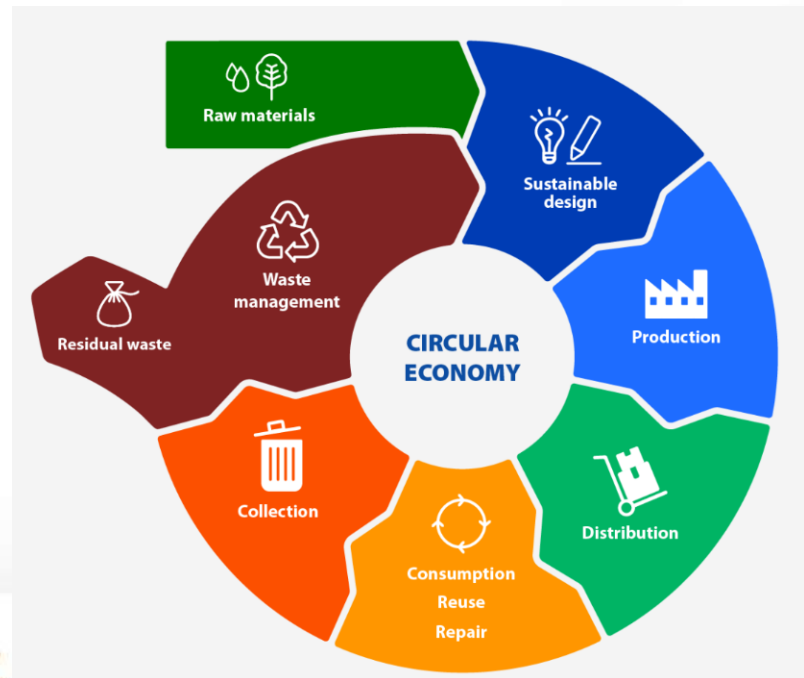 Raw materials
Sustainable
design
Production
Distribution
Consumption
Reuse
Repair
Collection
Waste
management
Residual waste
CIRCULAR
ECONOMY